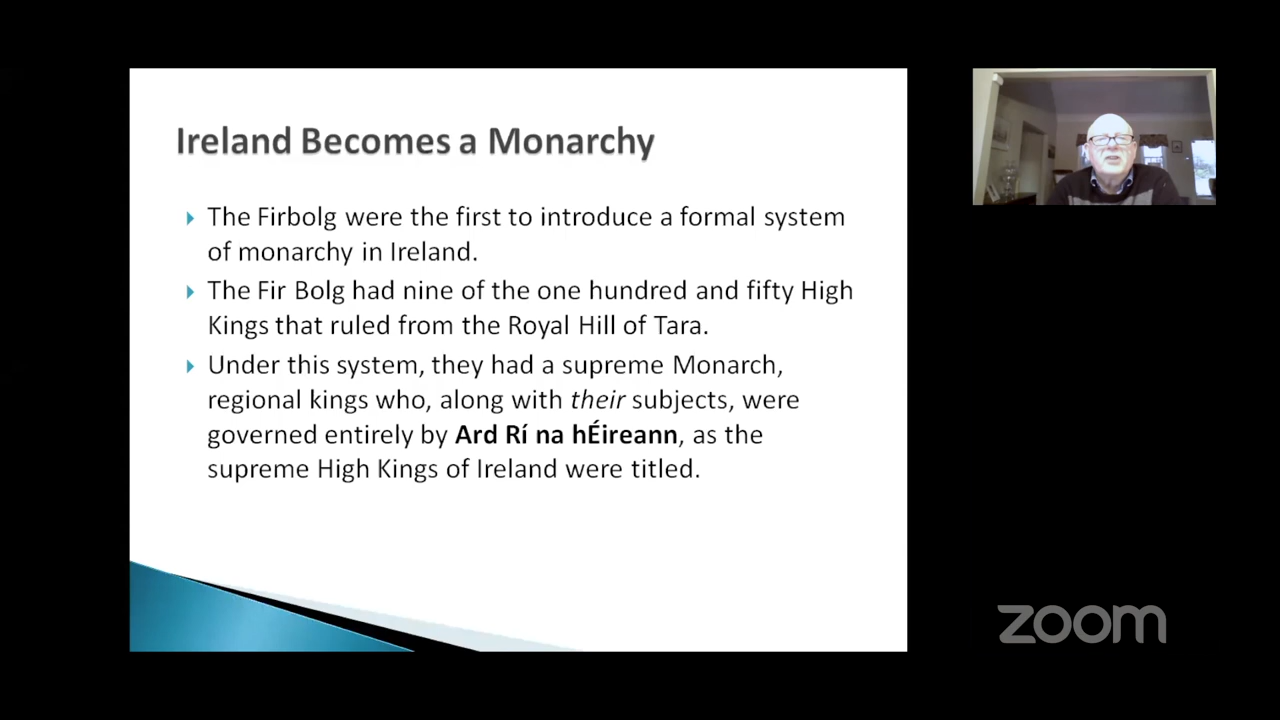 Ireland Becomes a Monarchy
The Firbolg were the first to introduce a formal system
of monarchy in Ireland.
The Fir Bolg had nine of the one hundred and fifty High
Kings that ruled from the Royal Hill of Tara.
Under this system, they had a supreme Monarch,
regional kings who, along with their subjects, were
governed entirely by Ard Rí na hÉireann, as the
supreme High Kings of Ireland were titled.
zoom